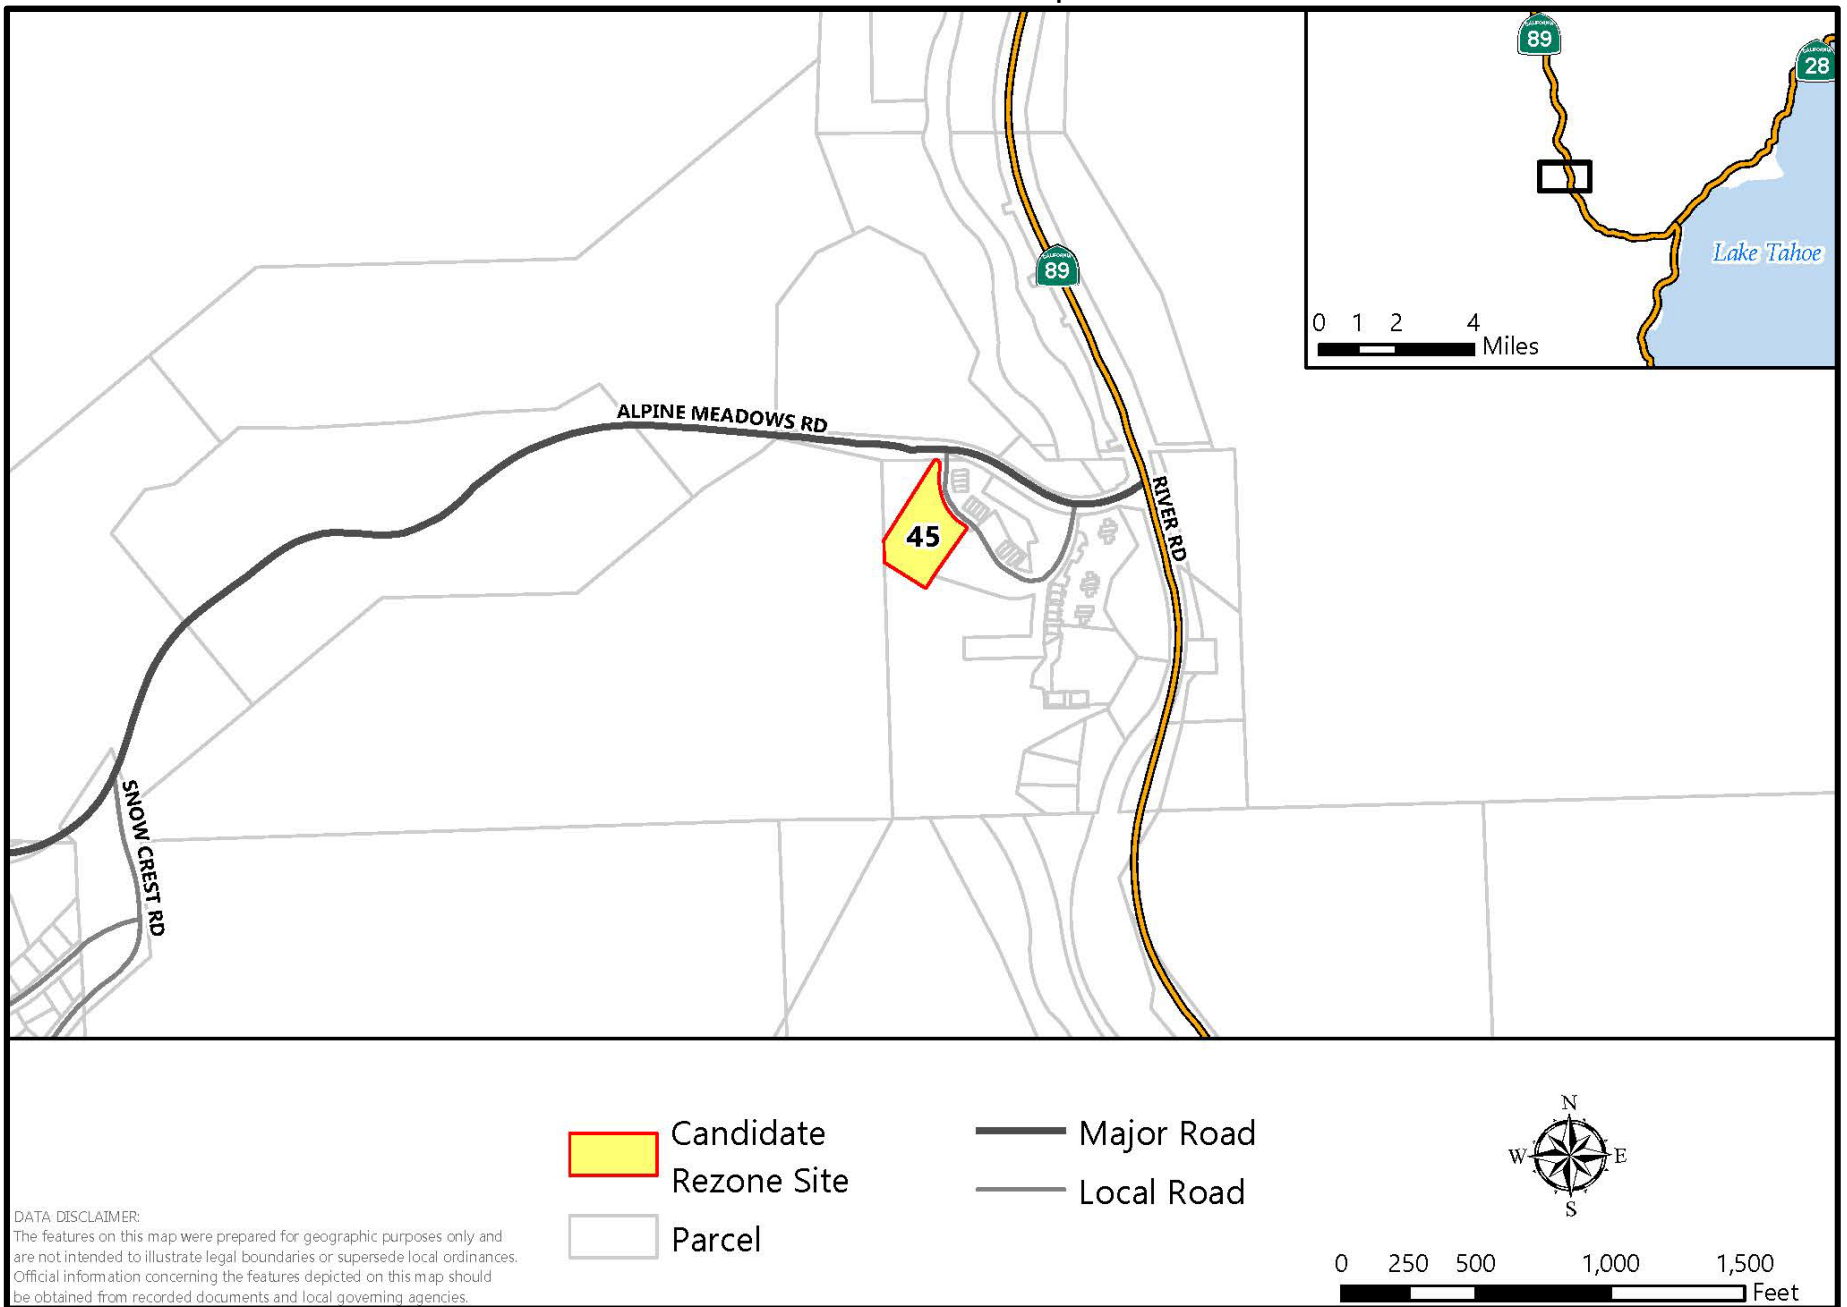 CALIFORNIA
89
CALIFORNIA
28
Lake Tahoe
0 1 2 4
Miles
CALIFORNIA
89
ALPINE MEADOWS RD
RIVER RD
45
SNOW CREST RD
Candidate
Rezone Site
Parcel
Major Road
Local Road
N
W E
S
DATA DISCLAIMER:
The features on this map were prepared for geographic purposes only and
are not intended to illustrate legal boundaries or supersede local ordinances.
Official information concerning the features depicted on this map should
be obtained from recorded documents and local governing agencies.
0 250 500 1,000 1,500
Feet